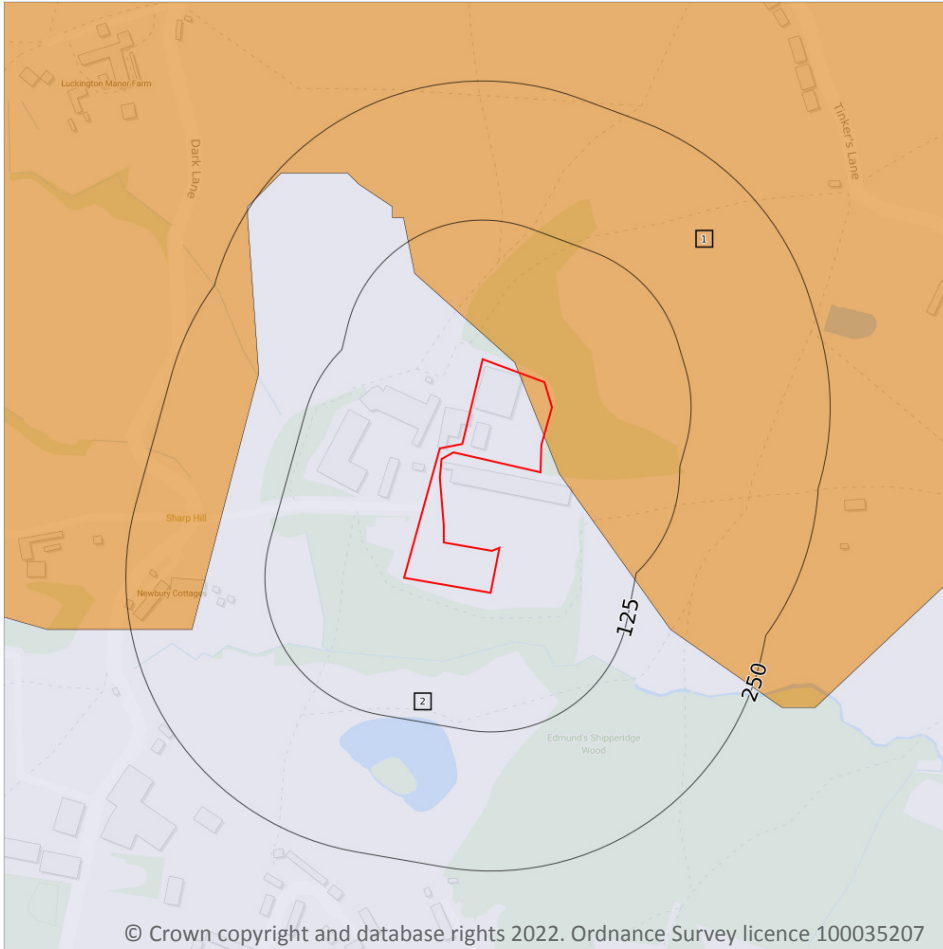 Luckington Manor Farm
Dark Lane
Tinker's Lane
1
Sharp Hill
Newbury Cottages
125
250
2
Edmund's Shipperidge
Wood
© Crown copyright and database rights 2022. Ordnance Survey licence 100035207